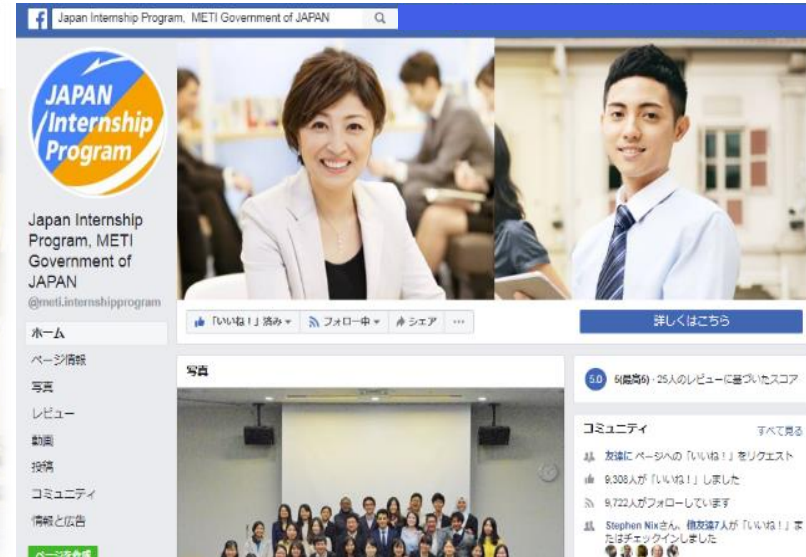 Japan Internship Program, METI Government of JAPAN
JAPAN
Internship
Program
Japan Internship
Program, METI
Government of
JAPAN
@meti.internshipprogram
ホーム
ページ情報
写真
レビュー
動画
投稿
コミュニティ
情報と広告
ページを作成
「いいね！」済み
フォロー中
シェア
詳しくはこちら
写真
5.0 5(最高5)・25人のレビューに基づいたスコア
コミュニティ すべて見る
友達に ページへの「いいね！」をリクエスト
9,308人が「いいね！」しました
9,722人がフォローしています
Stephen Nixさん、他友達7人が「いいね！」ま
たはチェックインしました